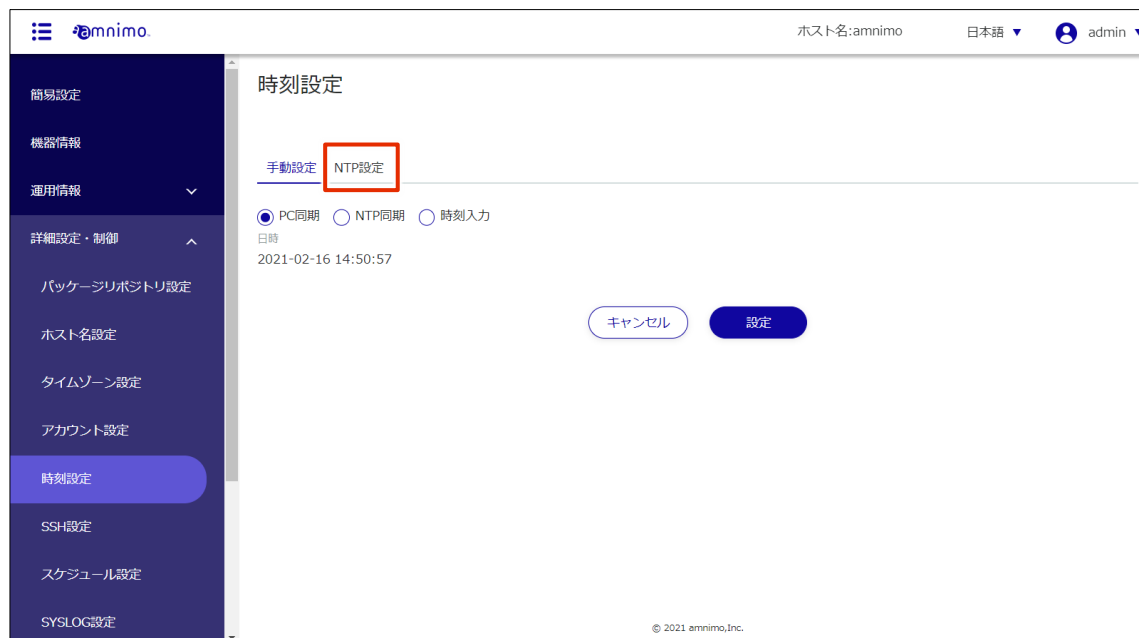 amnimo
ホスト名:amnimo
日本語
admin
簡易設定
機器情報
運用情報
詳細設定・制御
パッケージリポジトリ設定
ホスト名設定
タイムゾーン設定
アカウント設定
時刻設定
SSH設定
スケジュール設定
SYSLOG設定
時刻設定
手動設定 NTP設定
PC同期 NTP同期 時刻入力
日時
2021-02-16 14:50:57
キャンセル 設定
© 2021 amnimo,Inc.